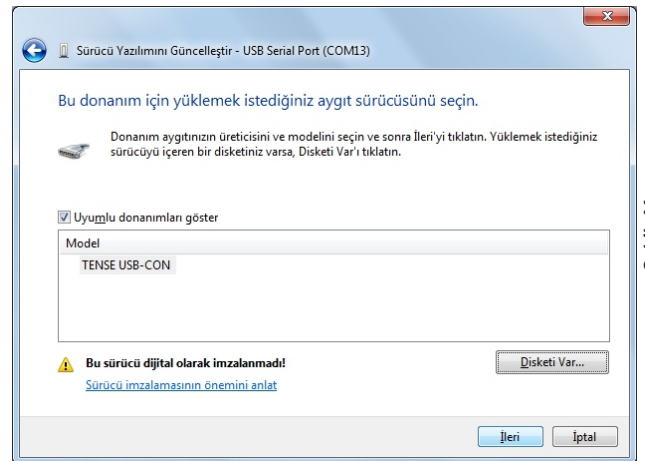 Sürücü Yazılımını Güncelleştir - USB Serial Port (COM13)
Bu donanım için yüklemek istediğiniz aygıt sürücüsünü seçin.
Donanım aygıtınızın üreticisini ve modelini seçin ve sonra İleri'yi tıklatın. Yüklemek istediğiniz
sürücüyü içeren bir disketiniz varsa, Disketi Var'ı tıklatın.
Uyumlu donanımları göster
Model
TENSE USB-CON
Bu sürücü dijital olarak imzalanmadı!
Disketi Var...
Sürücü imzalamasının önemini anlat
İleri
İptal